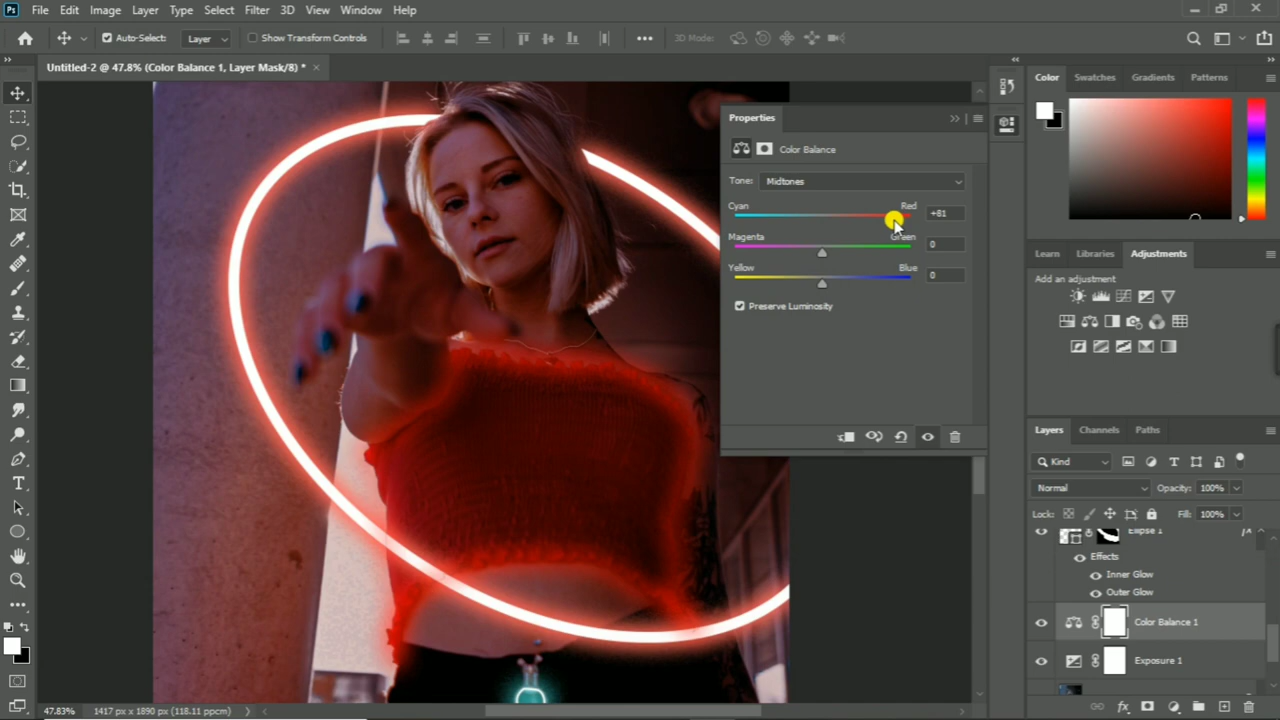 Ps File Edit Image Layer Type Select Filter 3D View Window Help
Auto-Select: Layer Show Transform Controls 3D Mode:
Untitled-2 @ 47.8% (Color Balance 1, Layer Mask/8) *
Properties
Color Balance
Tone: Midtones
Cyan Red +81
Magenta Green 0
Yellow Blue 0
Preserve Luminosity
Color Swatches Gradients Patterns
Learn Libraries Adjustments
Add an adjustment
Layers Channels Paths
Kind
Normal Opacity: 100%
Lock: Fill: 100%
Ellipse 1 fx
Effects
Inner Glow
Outer Glow
Color Balance 1
Exposure 1
fx
47.83% 1417 px x 1890 px (118.11 ppcm)